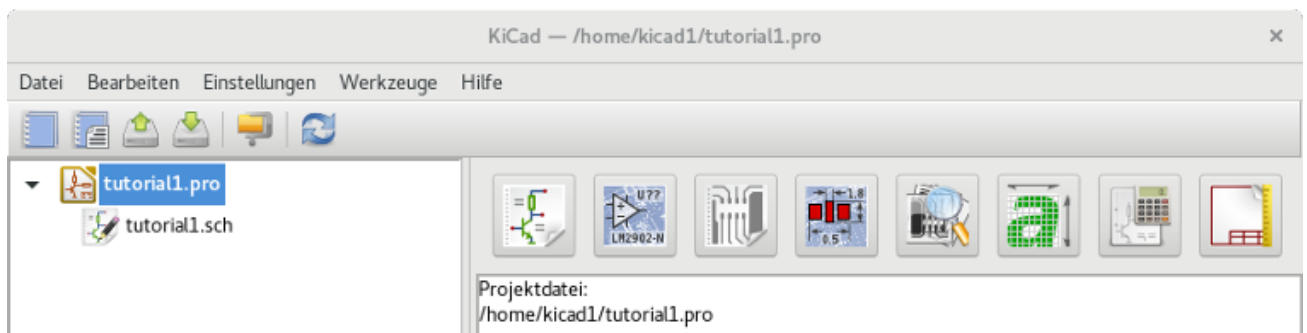 KiCad — /home/kicad1/tutorial1.pro
Datei Bearbeiten Einstellungen Werkzeuge Hilfe
tutorial1.pro
tutorial1.sch
U??
LM2902-N
1.8
0.5
a
Projektdatei:
/home/kicad1/tutorial1.pro